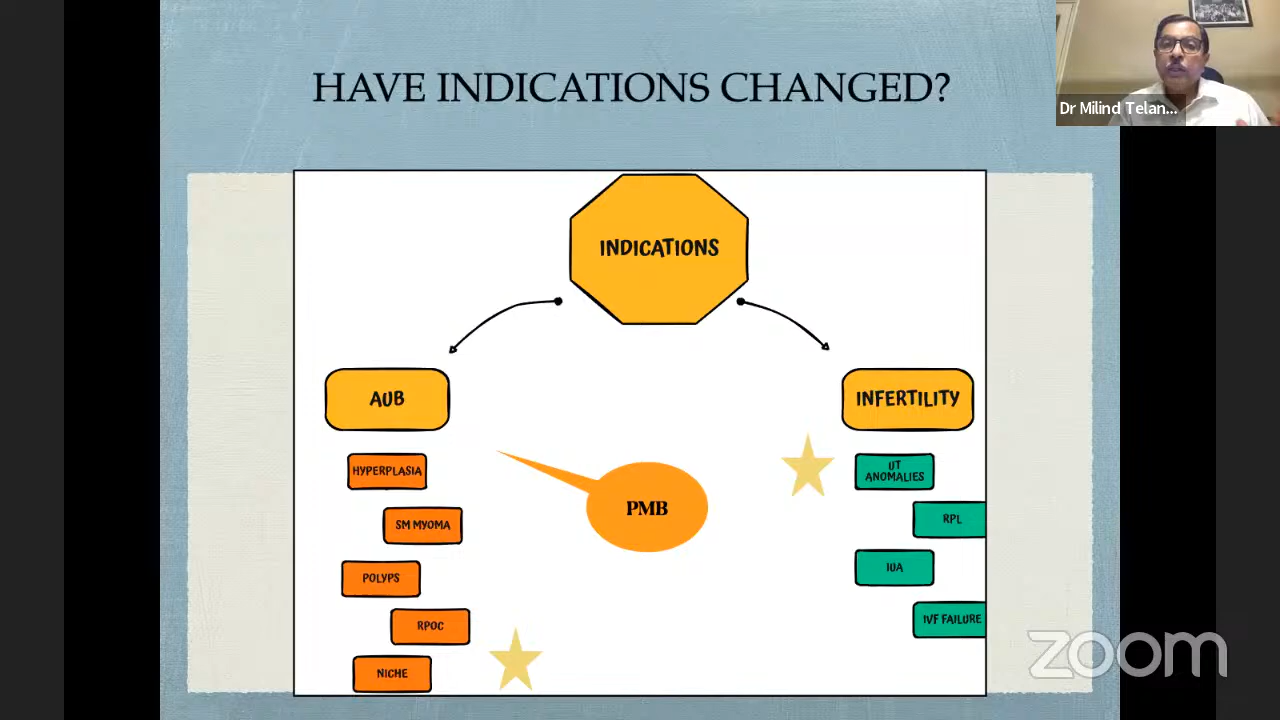 HAVE INDICATIONS CHANGED?
Dr Milind Telan...
INDICATIONS
AUB
INFERTILITY
HYPERPLASIA
SM MYOMA
POLYPS
RPOC
NICHE
PMB
UT
ANOMALIES
RPL
IUA
IVF FAILURE
zoom